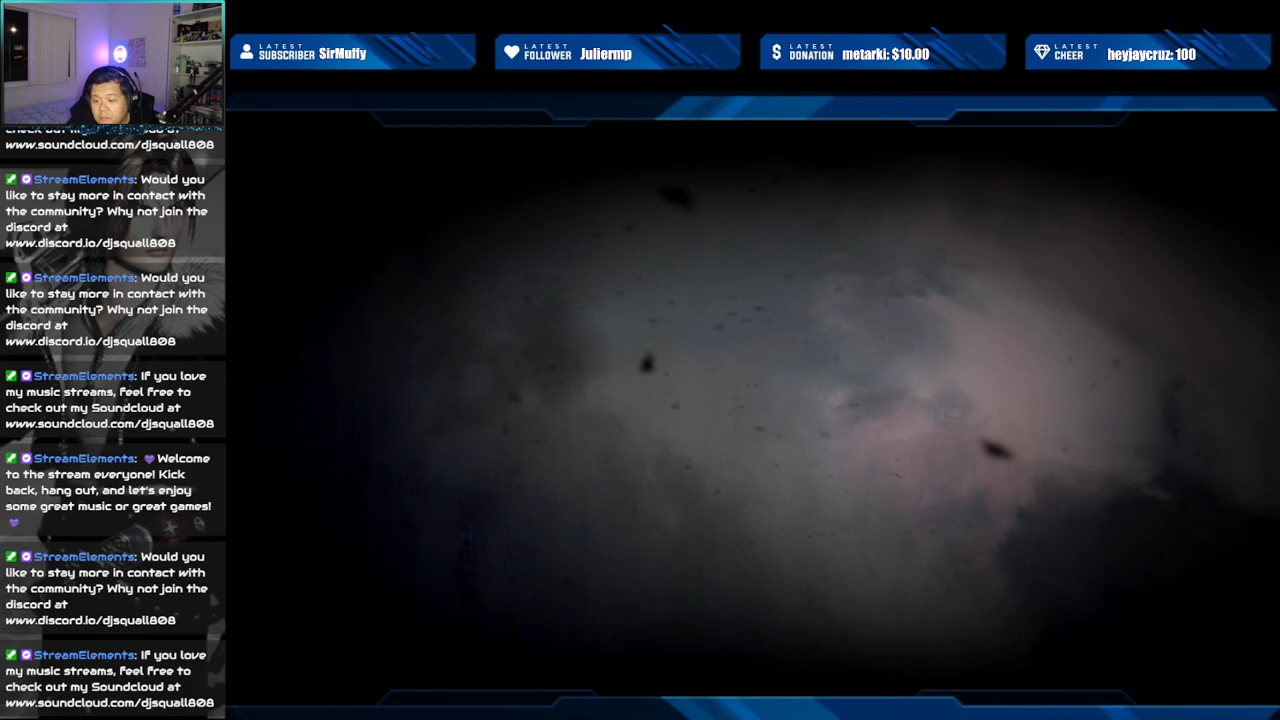 LATEST
SUBSCRIBER SirMuffy
LATEST
FOLLOWER Juliermp
LATEST
DONATION metarki: $10.00
LATEST
CHEER heyjaycruz: 100
www.soundcloud.com/djsquall808
StreamElements: Would you
like to stay more in contact with
the community? Why not join the
discord at
www.discord.io/djsquall808
StreamElements: Would you
like to stay more in contact with
the community? Why not join the
discord at
www.discord.io/djsquall808
StreamElements: If you love
my music streams, feel free to
check out my Soundcloud at
www.soundcloud.com/djsquall808
StreamElements: 💜Welcome
to the stream everyone! Kick
back, hang out, and let's enjoy
some great music or great games!
💜
StreamElements: Would you
like to stay more in contact with
the community? Why not join the
discord at
www.discord.io/djsquall808
StreamElements: If you love
my music streams, feel free to
check out my Soundcloud at
www.soundcloud.com/djsquall808